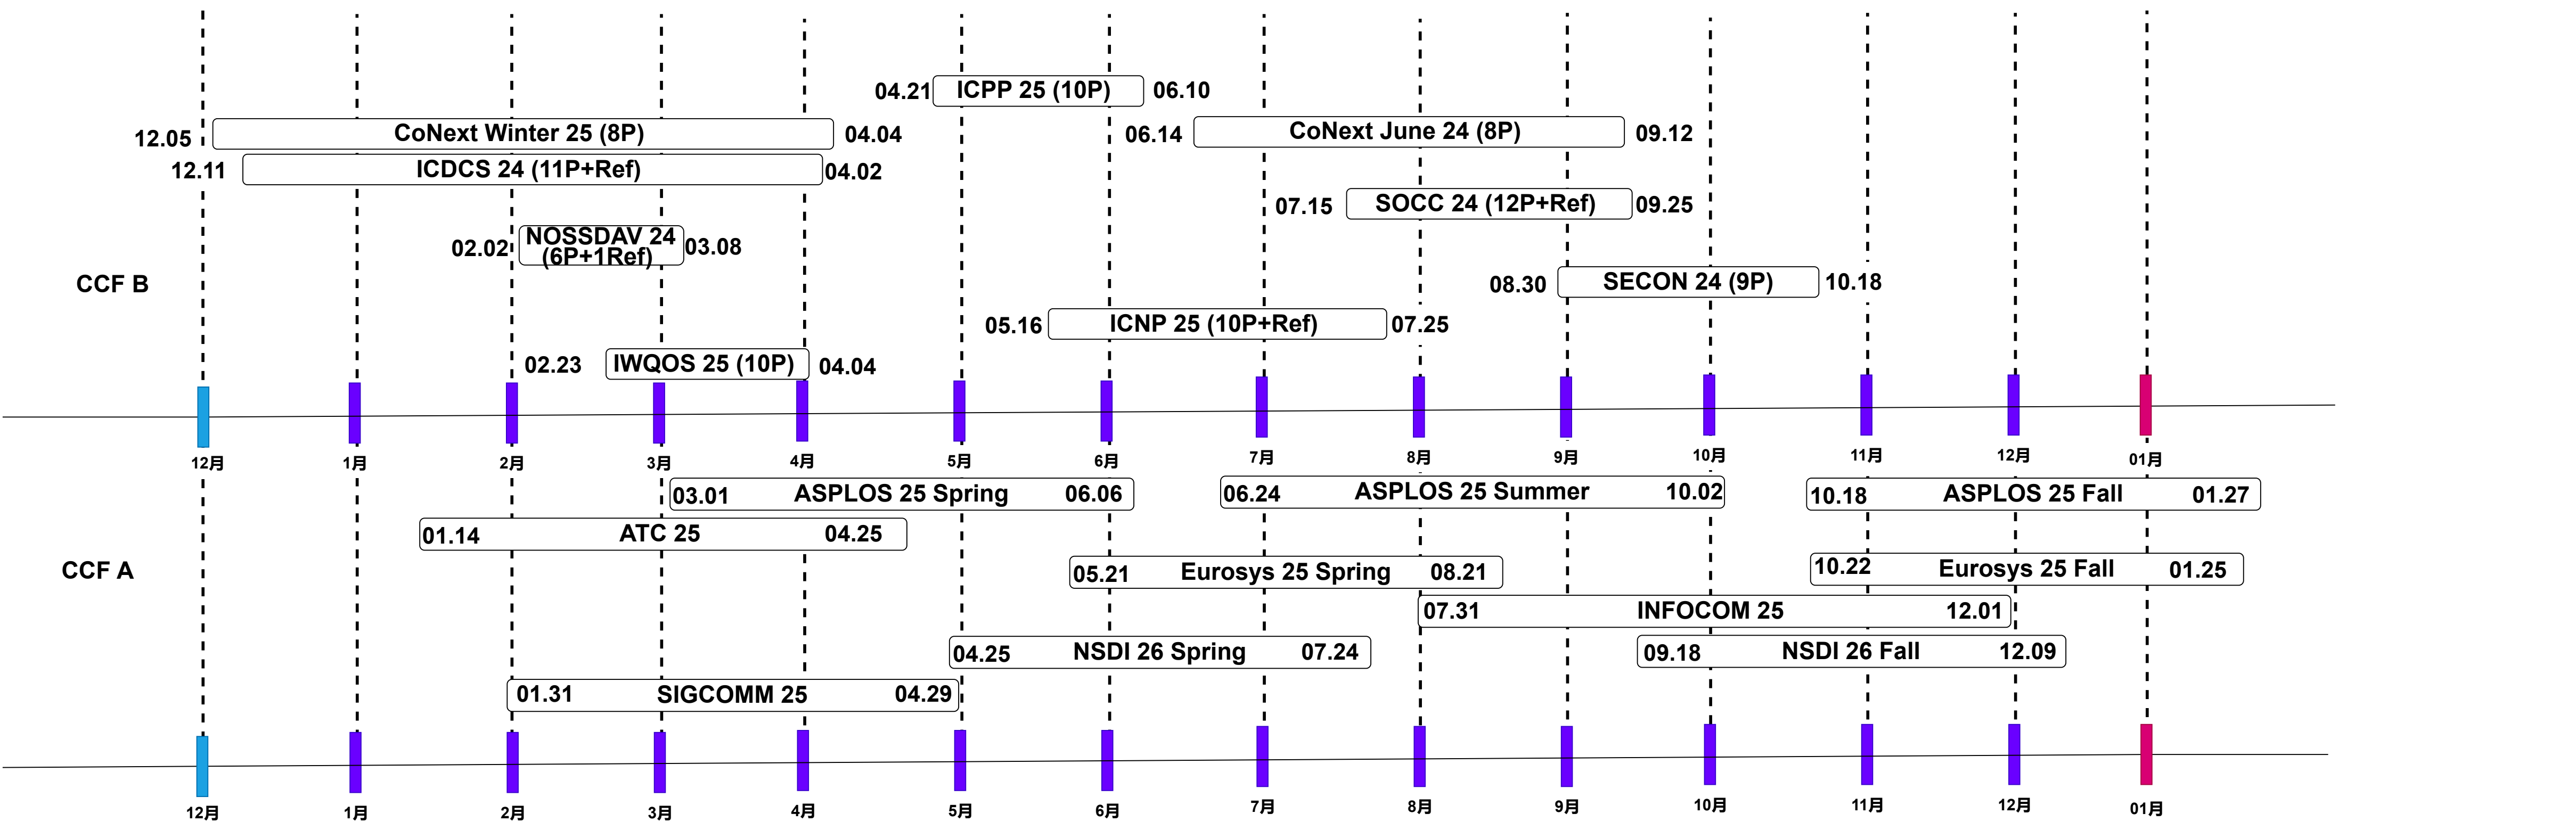 04.21 ICPP 25 (10P) 06.10
12.05 CoNext Winter 25 (8P) 04.04
06.14 CoNext June 24 (8P) 09.12
12.11 ICDCS 24 (11P+Ref) 04.02
07.15 SOCC 24 (12P+Ref) 09.25
02.02 NOSSDAV 24 03.08
(6P+1Ref)
CCF B
08.30 SECON 24 (9P) 10.18
05.16 ICNP 25 (10P+Ref) 07.25
02.23 IWQOS 25 (10P) 04.04
12月 1月 2月 3月 4月 5月 6月 7月 8月 9月 10月 11月 12月 01月
03.01 ASPLOS 25 Spring 06.06
06.24 ASPLOS 25 Summer 10.02
10.18 ASPLOS 25 Fall 01.27
01.14 ATC 25 04.25
CCF A
05.21 Eurosys 25 Spring 08.21
10.22 Eurosys 25 Fall 01.25
07.31 INFOCOM 25 12.01
04.25 NSDI 26 Spring 07.24
09.18 NSDI 26 Fall 12.09
01.31 SIGCOMM 25 04.29
12月 1月 2月 3月 4月 5月 6月 7月 8月 9月 10月 11月 12月 01月